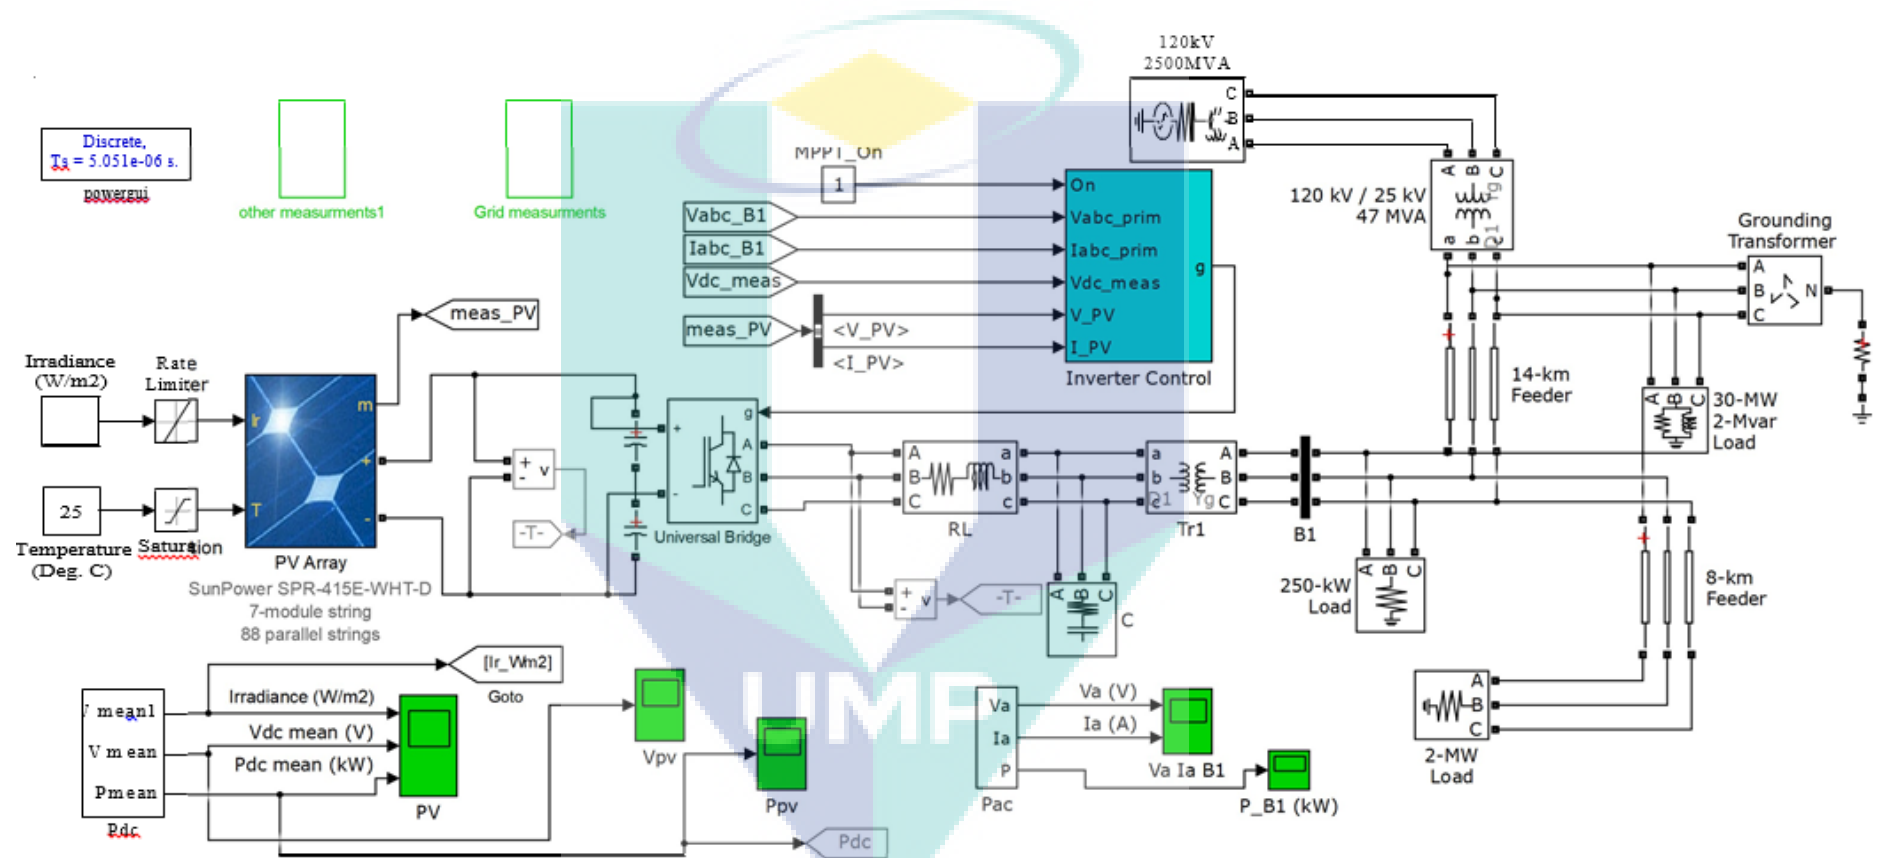 120kV
2500MVA
C
B
A
Discrete,
Ts = 5.051e-06 s.
powergui
other measurments1
Grid measurments
MPPT_On
1
On
Vabc_B1
Vabc_prim
Iabc_B1
Iabc_prim
g
Vdc_meas
Vdc_meas
V_PV
meas_PV
<V_PV>
I_PV
<I_PV>
Inverter Control
A
B
C
Yg
120 kV / 25 kV
47 MVA
a
b
c
D1
Grounding
Transformer
A
B
C
N
14-km
Feeder
A
B
C
30-MW
2-Mvar
Load
meas_PV
Irradiance
(W/m2)
Rate
Limiter
Ir
m
+
T
-
25
Temperature
(Deg. C)
Saturation
PV Array
SunPower SPR-415E-WHT-D
7-module string
88 parallel strings
+
-
v
-T-
g
+
A
B
-
C
Universal Bridge
A
B
C
a
b
c
RL
a
b
c
A
B
C
D1
Yg
Tr1
B1
+
-
v
-T-
A
B
C
C
250-kW
Load
A
B
C
8-km
Feeder
A
B
C
2-MW
Load
[Ir_Wm2]
Goto
V mean
Pmean
Pdc
Irradiance (W/m2)
Vdc mean (V)
Pdc mean (kW)
PV
Vpv
Ppv
Pdc
UMP
Va
Ia
P
Pac
Va (V)
Ia (A)
Va Ia B1
P_B1 (kW)